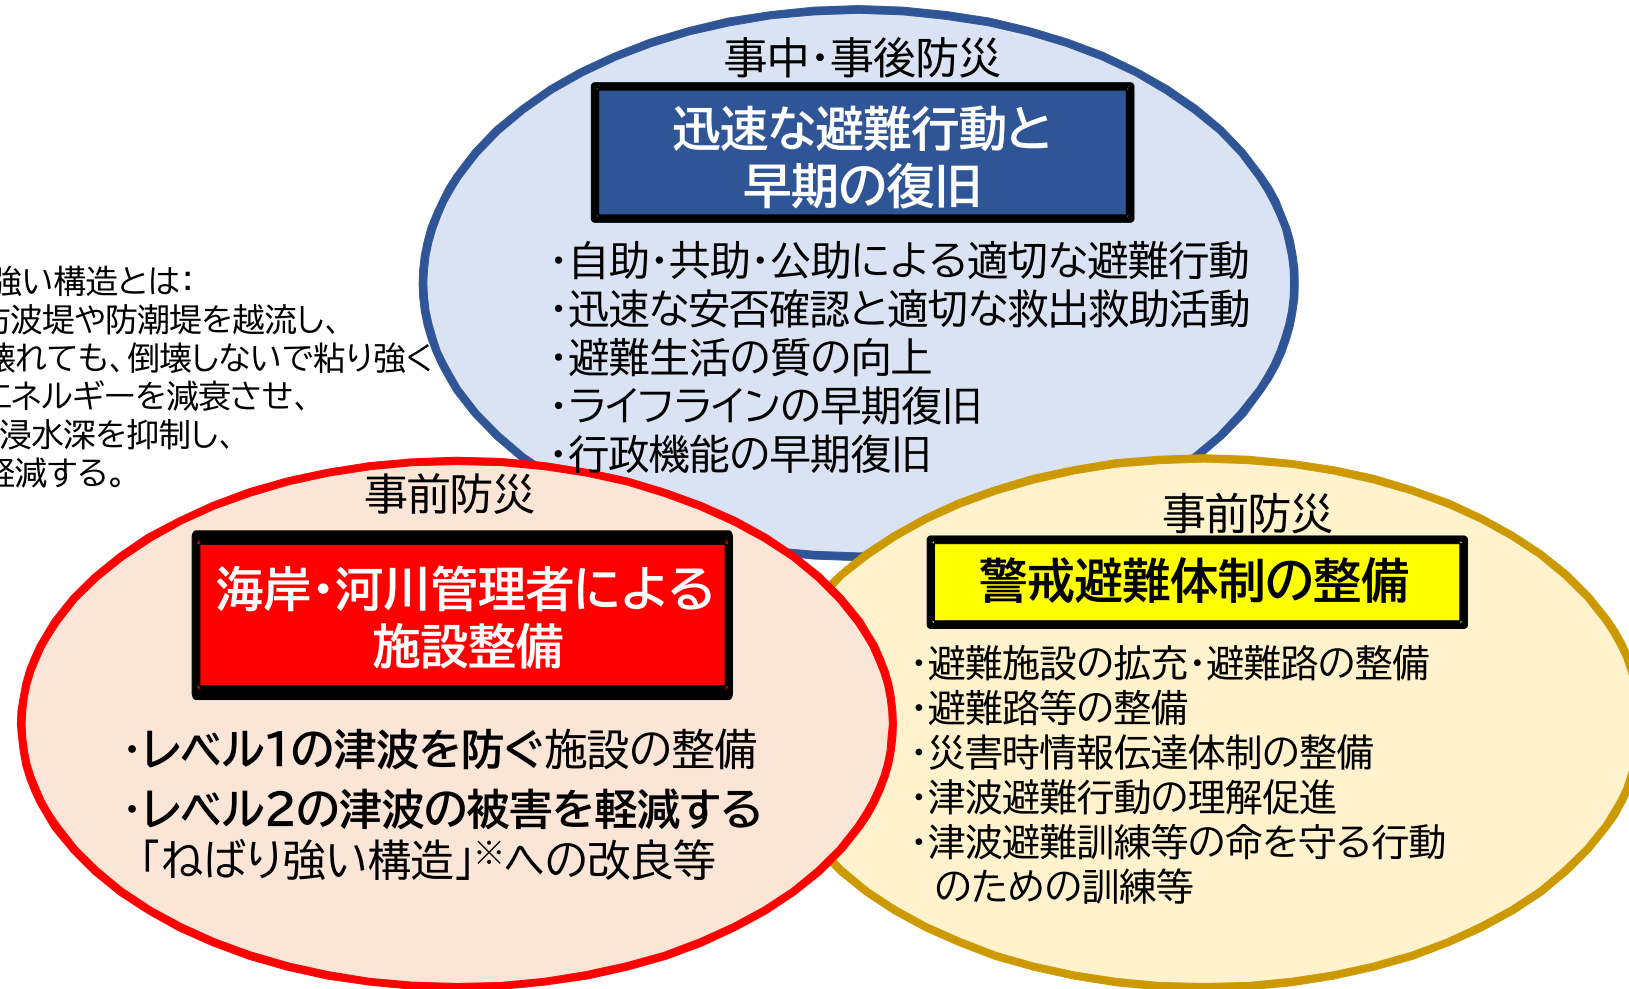 事中・事後防災
迅速な避難行動と
早期の復旧
・自助・共助・公助による適切な避難行動
・迅速な安否確認と適切な救出救助活動
・避難生活の質の向上
・ライフラインの早期復旧
・行政機能の早期復旧
強い構造とは：
波堤や防潮堤を越流し、
壊れても、倒壊しないで粘り強く
エネルギーを減衰させ、
浸水深を抑制し、
軽減する。
事前防災
海岸・河川管理者による
施設整備
・レベル1の津波を防ぐ施設の整備
・レベル2の津波の被害を軽減する
「ねばり強い構造」※への改良等
事前防災
警戒避難体制の整備
・避難施設の拡充・避難路の整備
・避難路等の整備
・災害時情報伝達体制の整備
・津波避難行動の理解促進
・津波避難訓練等の命を守る行動
のための訓練等